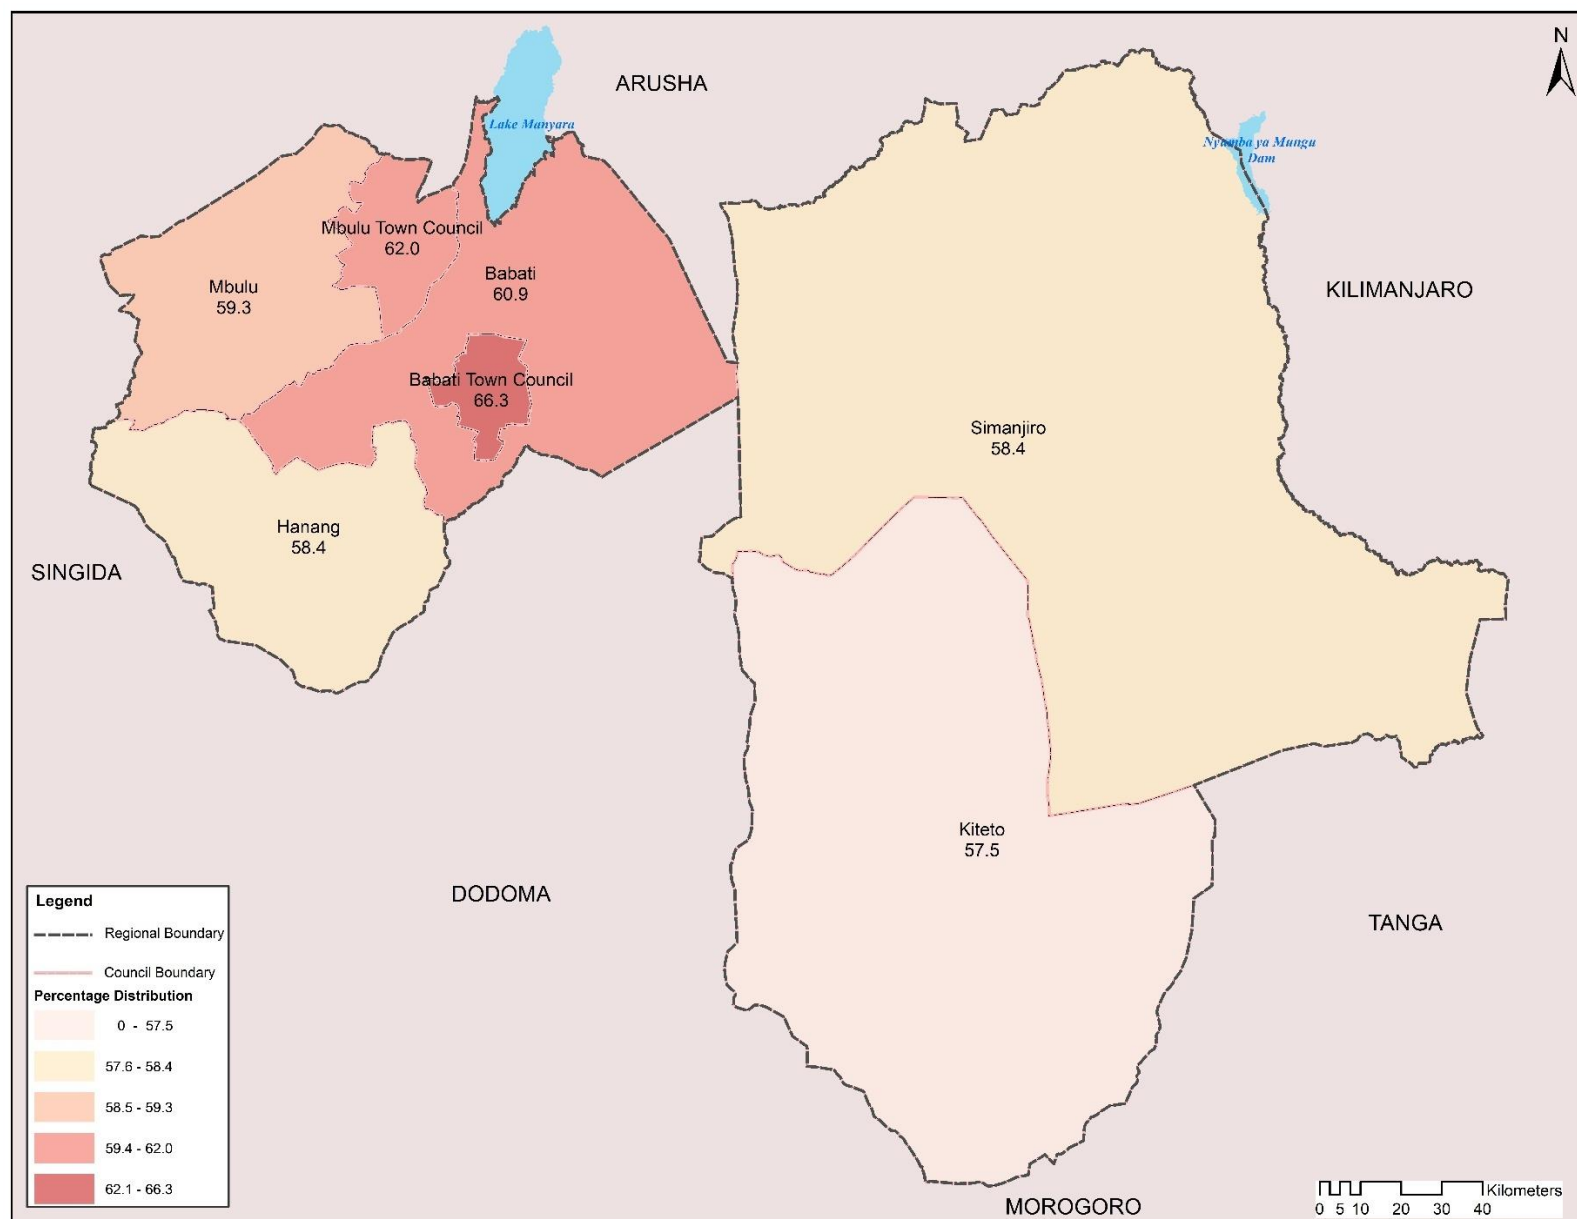 N
ARUSHA
Lake Manyara
Nyumba ya Mungu
Dam
Mbulu Town Council
62.0
Babati
60.9
Mbulu
59.3
KILIMANJARO
Babati Town Council
66.3
Simanjiro
58.4
Hanang
58.4
SINGIDA
Kiteto
57.5
DODOMA
TANGA
Legend
Regional Boundary
Council Boundary
Percentage Distribution
0 - 57.5
57.6 - 58.4
58.5 - 59.3
59.4 - 62.0
62.1 - 66.3
MOROGORO
Kilometers
0 5 10 20 30 40